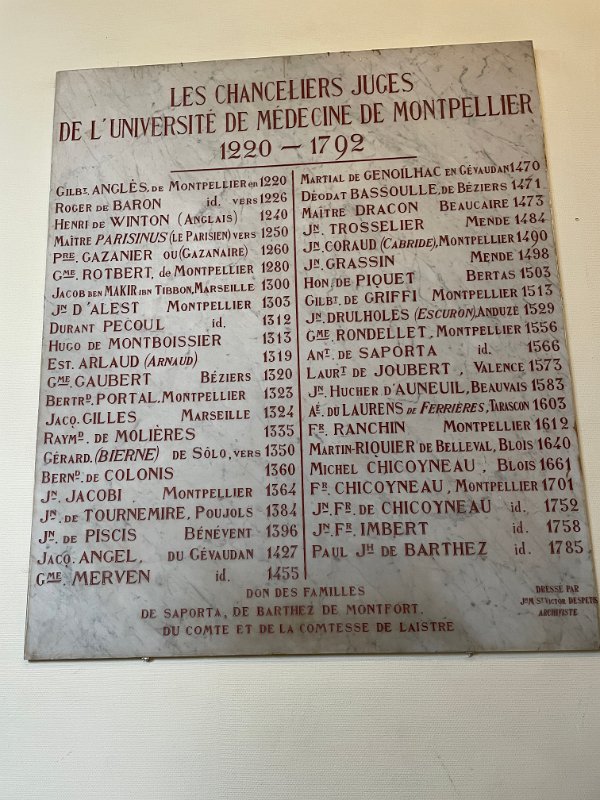 LES CHANCELIERS JUGES
DE L'UNIVERSITÉ DE MÉDECINE DE MONTPELLIER
1220 — 1792
GILBT. ANGLÈS, DE MONTPELLIER EN 1220
ROGER DE BARON id. VERS 1226
HENRI DE WINTON (ANGLAIS) 1240
MAÎTRE PARISINUS (LE PARISIEN) VERS 1250
PRE. GAZANIER OU (GAZANAIRE) 1260
GME. ROTBERT, DE MONTPELLIER 1280
JACOB BEN MAKIR IBN TIBBON, MARSEILLE 1300
JN D'ALEST MONTPELLIER 1303
DURANT PECOUL id. 1312
HUGO DE MONTBOISSIER 1313
EST. ARLAUD (ARNAUD) 1319
GME. GAUBERT BÉZIERS 1320
BERTRD. PORTAL, MONTPELLIER 1323
JACQ. GILLES MARSEILLE 1324
RAYMD. DE MOLIÈRES 1335
GÉRARD. (BIERNE) DE SÔLO, VERS 1350
BERND. DE COLONIS 1360
JN. JACOBI MONTPELLIER 1364
JN. DE TOURNEMIRE, POUJOLS 1384
JN. DE PISCIS BÉNÉVENT 1396
JACQ. ANGEL, DU GÉVAUDAN 1427
GME. MERVEN id. 1455
MARTIAL DE GENOILHAC EN GÉVAUDAN 1470
DÉODAT BASSOULLE, DE BÉZIERS 1471
MAÎTRE DRACON BEAUCAIRE 1473
JN. TROSSELIER MENDE 1484
JN. CORAUD (CABRIDE), MONTPELLIER 1490
JN. GRASSIN MENDE 1498
HON. DE PIQUET BERTAS 1503
GILBT. DE GRIFFI MONTPELLIER 1513
JN. DRULHOLES (ESCURON), ANDUZE 1529
GME. RONDELLET, MONTPELLIER 1556
ANT. DE SAPORTA id. 1566
LAURT DE JOUBERT, VALENCE 1573
JN. HUCHER D'AUNEUIL, BEAUVAIS 1583
AÉ. DU LAURENS DE FERRIÈRES, TARASCON 1603
FR. RANCHIN MONTPELLIER 1612
MARTIN-RIQUIER DE BELLEVAL, BLOIS 1640
MICHEL CHICOYNEAU, BLOIS 1661
FR. CHICOYNEAU, MONTPELLIER 1701
JN. FR. DE CHICOYNEAU id. 1752
JN. FR. IMBERT id. 1758
PAUL JH DE BARTHEZ id. 1785
DON DES FAMILLES
DE SAPORTA, DE BARTHEZ DE MONTFORT,
DU COMTE ET DE LA COMTESSE DE LAISTRE
DRESSÉ PAR
JH M. ST VICTOR DESPETIS
ARCHIVISTE